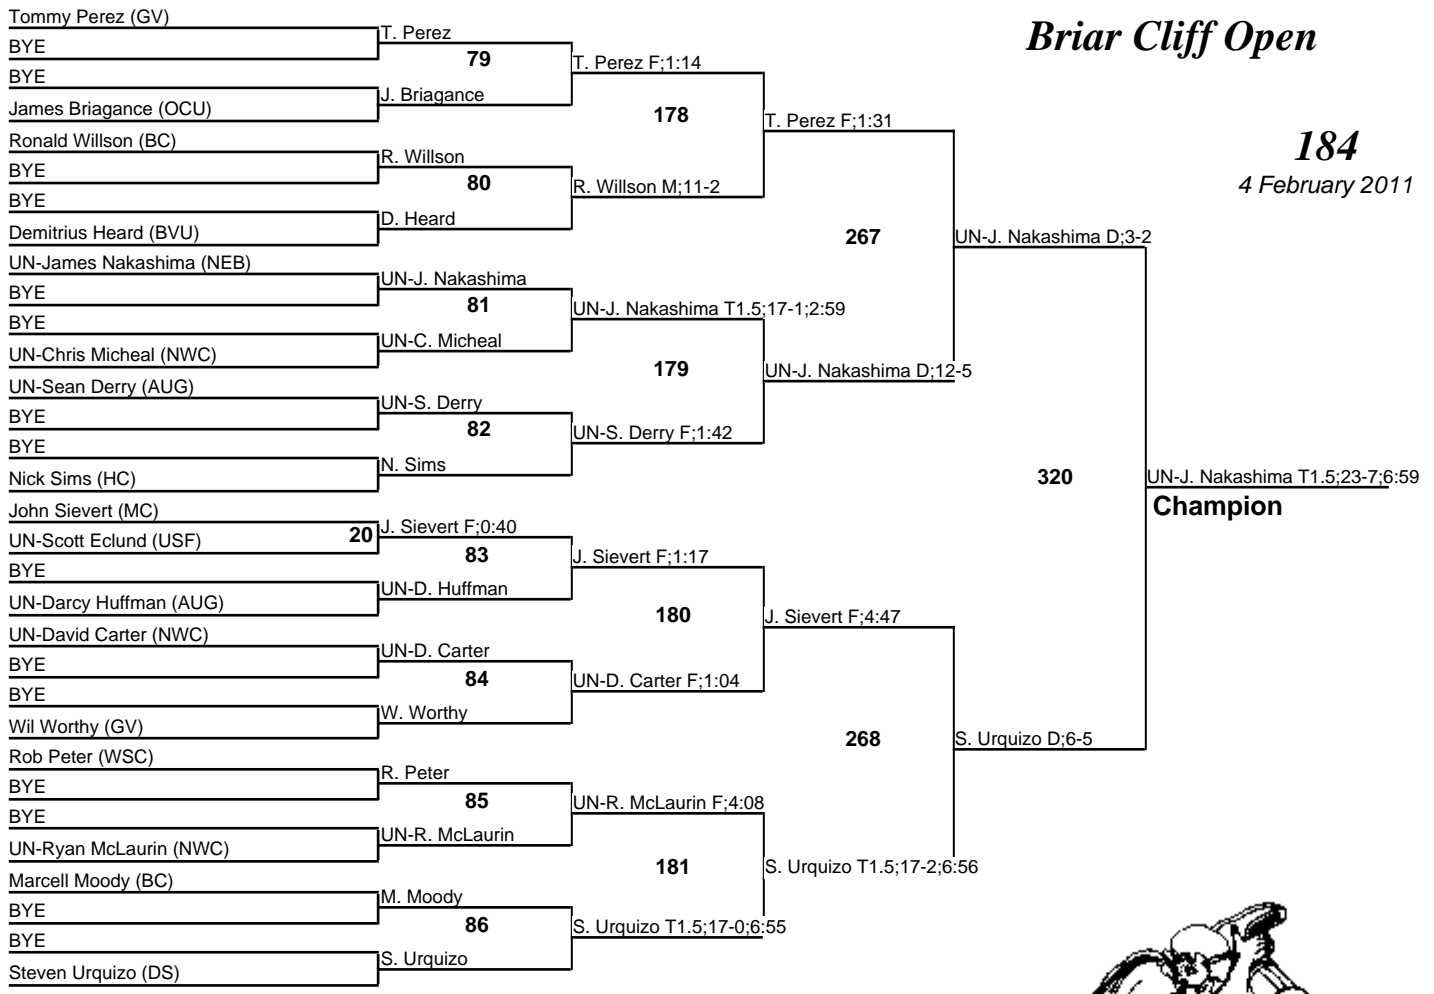 Briar Cliff Open
184
4 February 2011
Tommy Perez (GV)
BYE
BYE
James Briagance (OCU)
Ronald Willson (BC)
BYE
BYE
Demitrius Heard (BVU)
UN-James Nakashima (NEB)
BYE
BYE
UN-Chris Micheal (NWC)
UN-Sean Derry (AUG)
BYE
BYE
Nick Sims (HC)
John Sievert (MC)
UN-Scott Eclund (USF)
BYE
UN-Darcy Huffman (AUG)
UN-David Carter (NWC)
BYE
BYE
Wil Worthy (GV)
Rob Peter (WSC)
BYE
BYE
UN-Ryan McLaurin (NWC)
Marcell Moody (BC)
BYE
BYE
Steven Urquizo (DS)
20
T. Perez
79
J. Briagance
R. Willson
80
D. Heard
UN-J. Nakashima
81
UN-C. Micheal
UN-S. Derry
82
N. Sims
J. Sievert F;0:40
83
UN-D. Huffman
UN-D. Carter
84
W. Worthy
R. Peter
85
UN-R. McLaurin
M. Moody
86
S. Urquizo
T. Perez F;1:14
178
R. Willson M;11-2
UN-J. Nakashima T1.5;17-1;2:59
179
UN-S. Derry F;1:42
J. Sievert F;1:17
180
UN-D. Carter F;1:04
UN-R. McLaurin F;4:08
181
S. Urquizo T1.5;17-0;6:55
T. Perez F;1:31
267
UN-J. Nakashima D;12-5
J. Sievert F;4:47
268
S. Urquizo T1.5;17-2;6:56
UN-J. Nakashima D;3-2
320
S. Urquizo D;6-5
UN-J. Nakashima T1.5;23-7;6:59
Champion